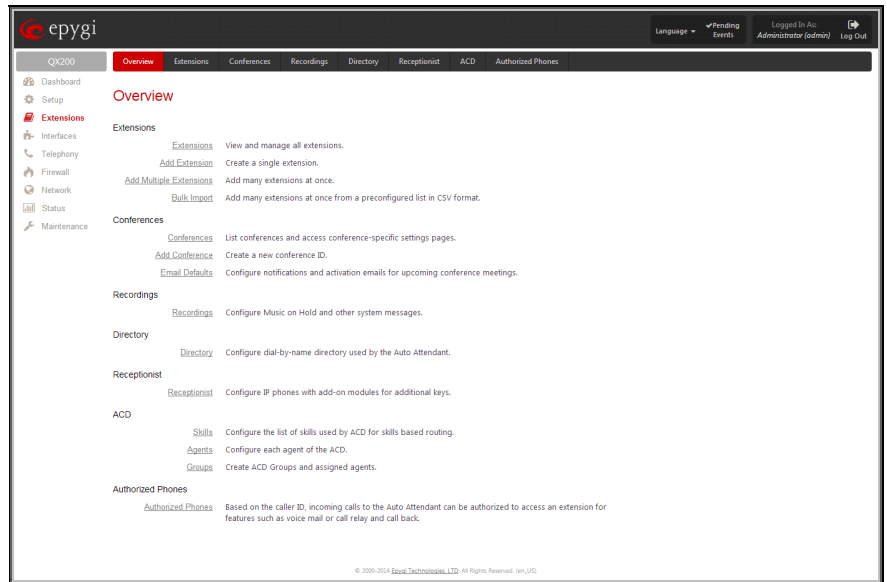 epygi
Language
Pending Events
Logged In As:
Administrator (admin)
Log Out
QX200
Overview
Extensions
Conferences
Recordings
Directory
Receptionist
ACD
Authorized Phones
Dashboard
Setup
Extensions
Interfaces
Telephony
Firewall
Network
Status
Maintenance
Overview
Extensions
Extensions View and manage all extensions.
Add Extension Create a single extension.
Add Multiple Extensions Add many extensions at once.
Bulk Import Add many extensions at once from a preconfigured list in CSV format.
Conferences
Conferences List conferences and access conference-specific settings pages.
Add Conference Create a new conference ID.
Email Defaults Configure notifications and activation emails for upcoming conference meetings.
Recordings
Recordings Configure Music on Hold and other system messages.
Directory
Directory Configure dial-by-name directory used by the Auto Attendant.
Receptionist
Receptionist Configure IP phones with add-on modules for additional keys.
ACD
Skills Configure the list of skills used by ACD for skills based routing.
Agents Configure each agent of the ACD.
Groups Create ACD Groups and assigned agents.
Authorized Phones
Authorized Phones Based on the caller ID, incoming calls to the Auto Attendant can be authorized to access an extension for
features such as voice mail or call relay and call back.
© 2000-2014 Epygi Technologies, LTD. All Rights Reserved. (en_US)